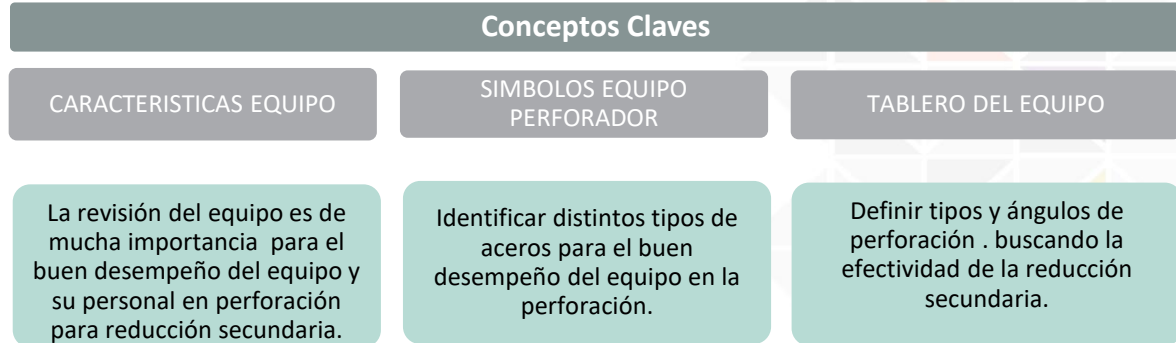 Conceptos Claves
CARACTERISTICAS EQUIPO
SIMBOLOS EQUIPO
PERFORADOR
TABLERO DEL EQUIPO
La revisión del equipo es de
mucha importancia  para el
buen desempeño del equipo y
su personal en perforación
para reducción secundaria.
Identificar distintos tipos de
aceros para el buen
desempeño del equipo en la
perforación.
Definir tipos y ángulos de
perforación . buscando la
efectividad de la reducción
secundaria.